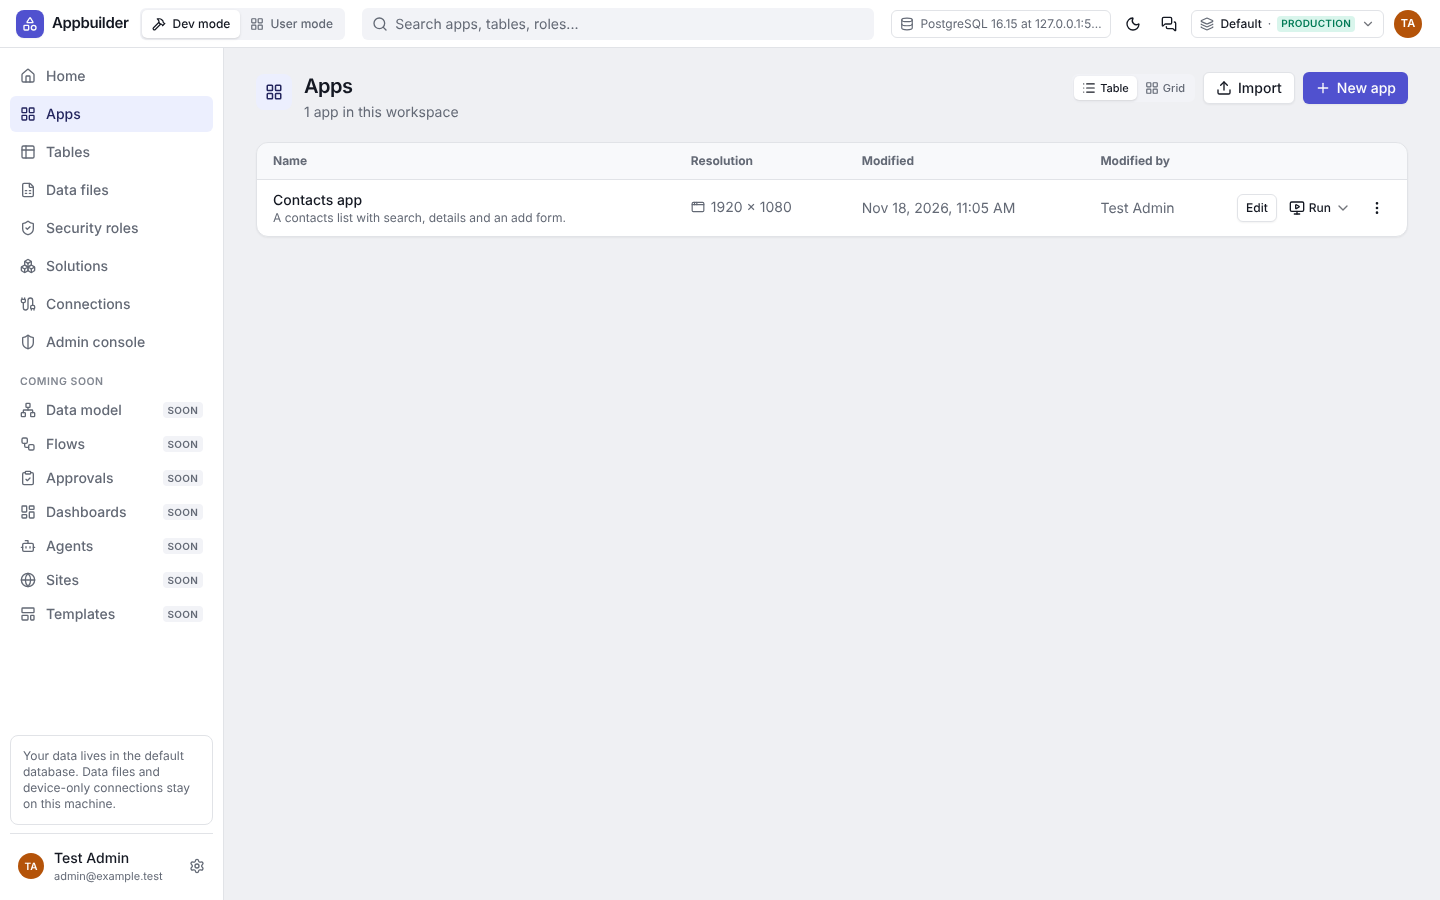 Appbuilder
Dev mode
User mode
Search apps, tables, roles...
PostgreSQL 16.15 at 127.0.0.1:5...
Default · PRODUCTION
TA
Home
Apps
Tables
Data files
Security roles
Solutions
Connections
Admin console
COMING SOON
Data model SOON
Flows SOON
Approvals SOON
Dashboards SOON
Agents SOON
Sites SOON
Templates SOON
Your data lives in the default
database. Data files and
device-only connections stay
on this machine.
TA
Test Admin
admin@example.test
Apps
1 app in this workspace
Table
Grid
Import
New app
Name Resolution Modified Modified by
Contacts app
A contacts list with search, details and an add form.
1920 × 1080
Nov 18, 2026, 11:05 AM
Test Admin
Edit
Run